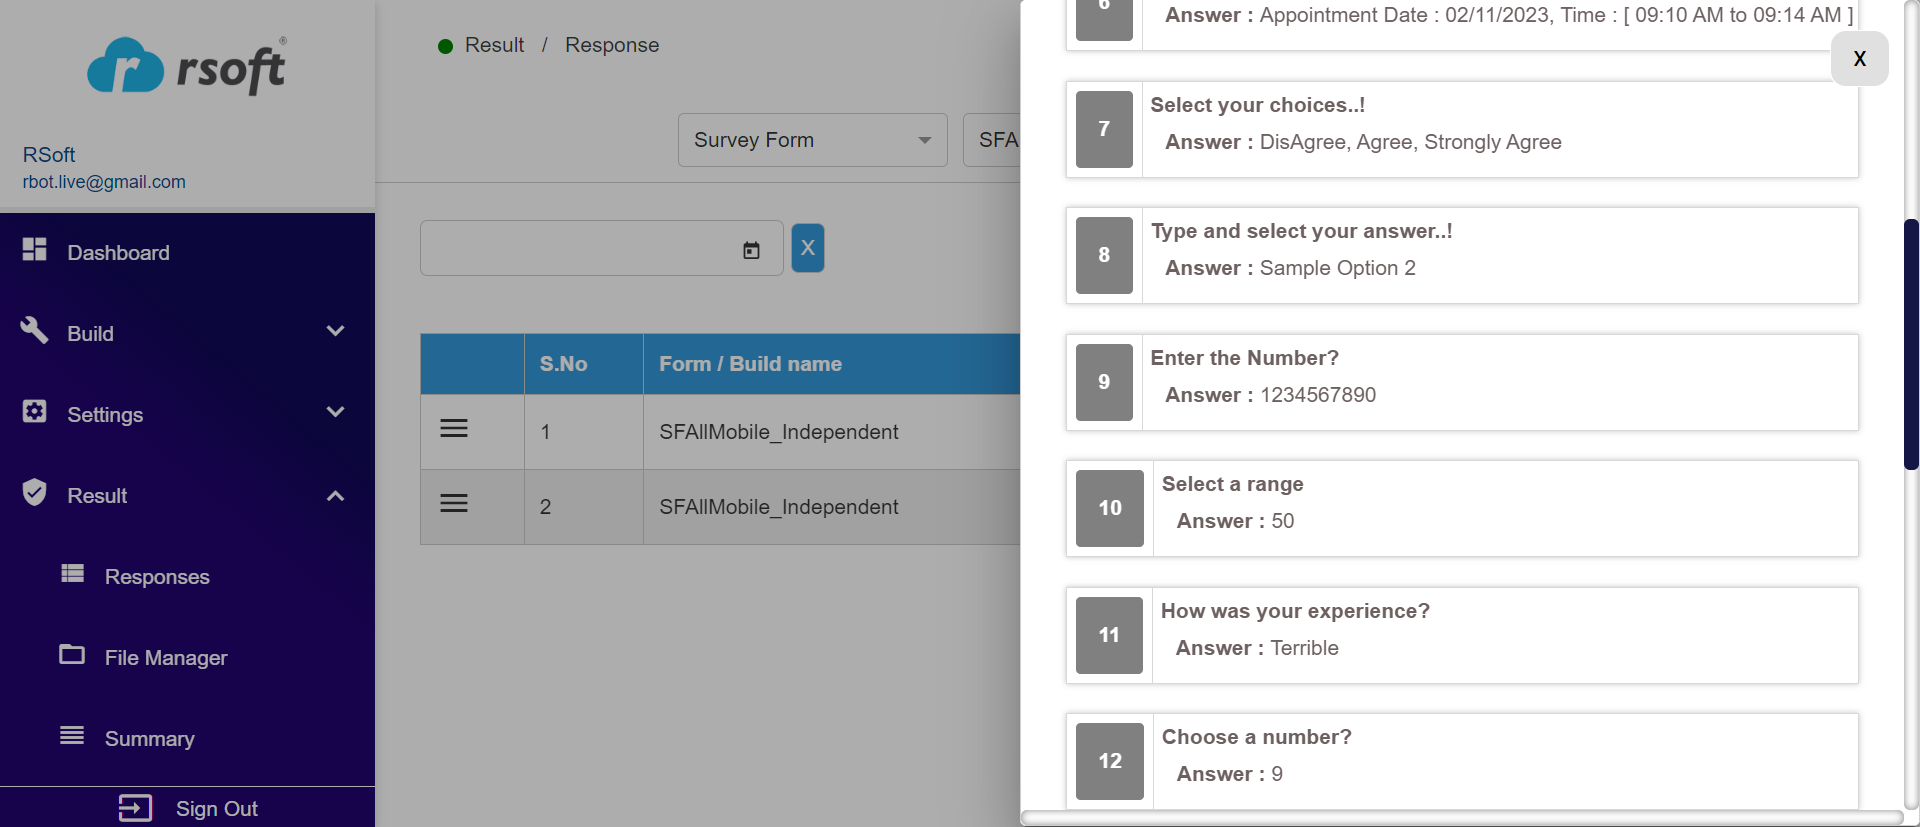 rsoft®
RSoft
rbot.live@gmail.com
Dashboard
Build
Settings
Result
Responses
File Manager
Summary
Sign Out
Result / Response
Survey Form
SFA
X
S.No
Form / Build name
1
SFAllMobile_Independent
2
SFAllMobile_Independent
X
6
Answer : Appointment Date : 02/11/2023, Time : [ 09:10 AM to 09:14 AM ]
7
Select your choices..!
Answer : DisAgree, Agree, Strongly Agree
8
Type and select your answer..!
Answer : Sample Option 2
9
Enter the Number?
Answer : 1234567890
10
Select a range
Answer : 50
11
How was your experience?
Answer : Terrible
12
Choose a number?
Answer : 9